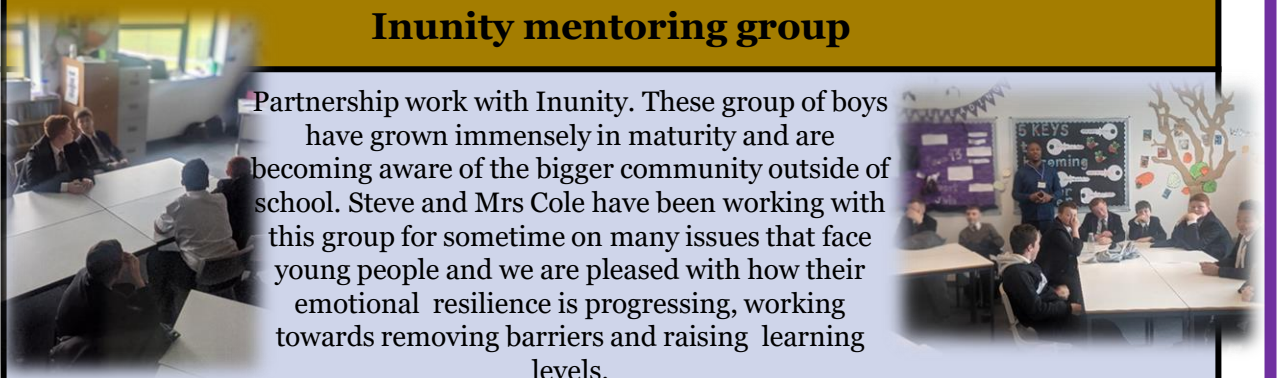 Inunity mentoring group
Partnership work with Inunity. These group of boys
have grown immensely in maturity and are
becoming aware of the bigger community outside of
school. Steve and Mrs Cole have been working with
this group for sometime on many issues that face
young people and we are pleased with how their
emotional resilience is progressing, working
towards removing barriers and raising learning
levels.
5 KEYS